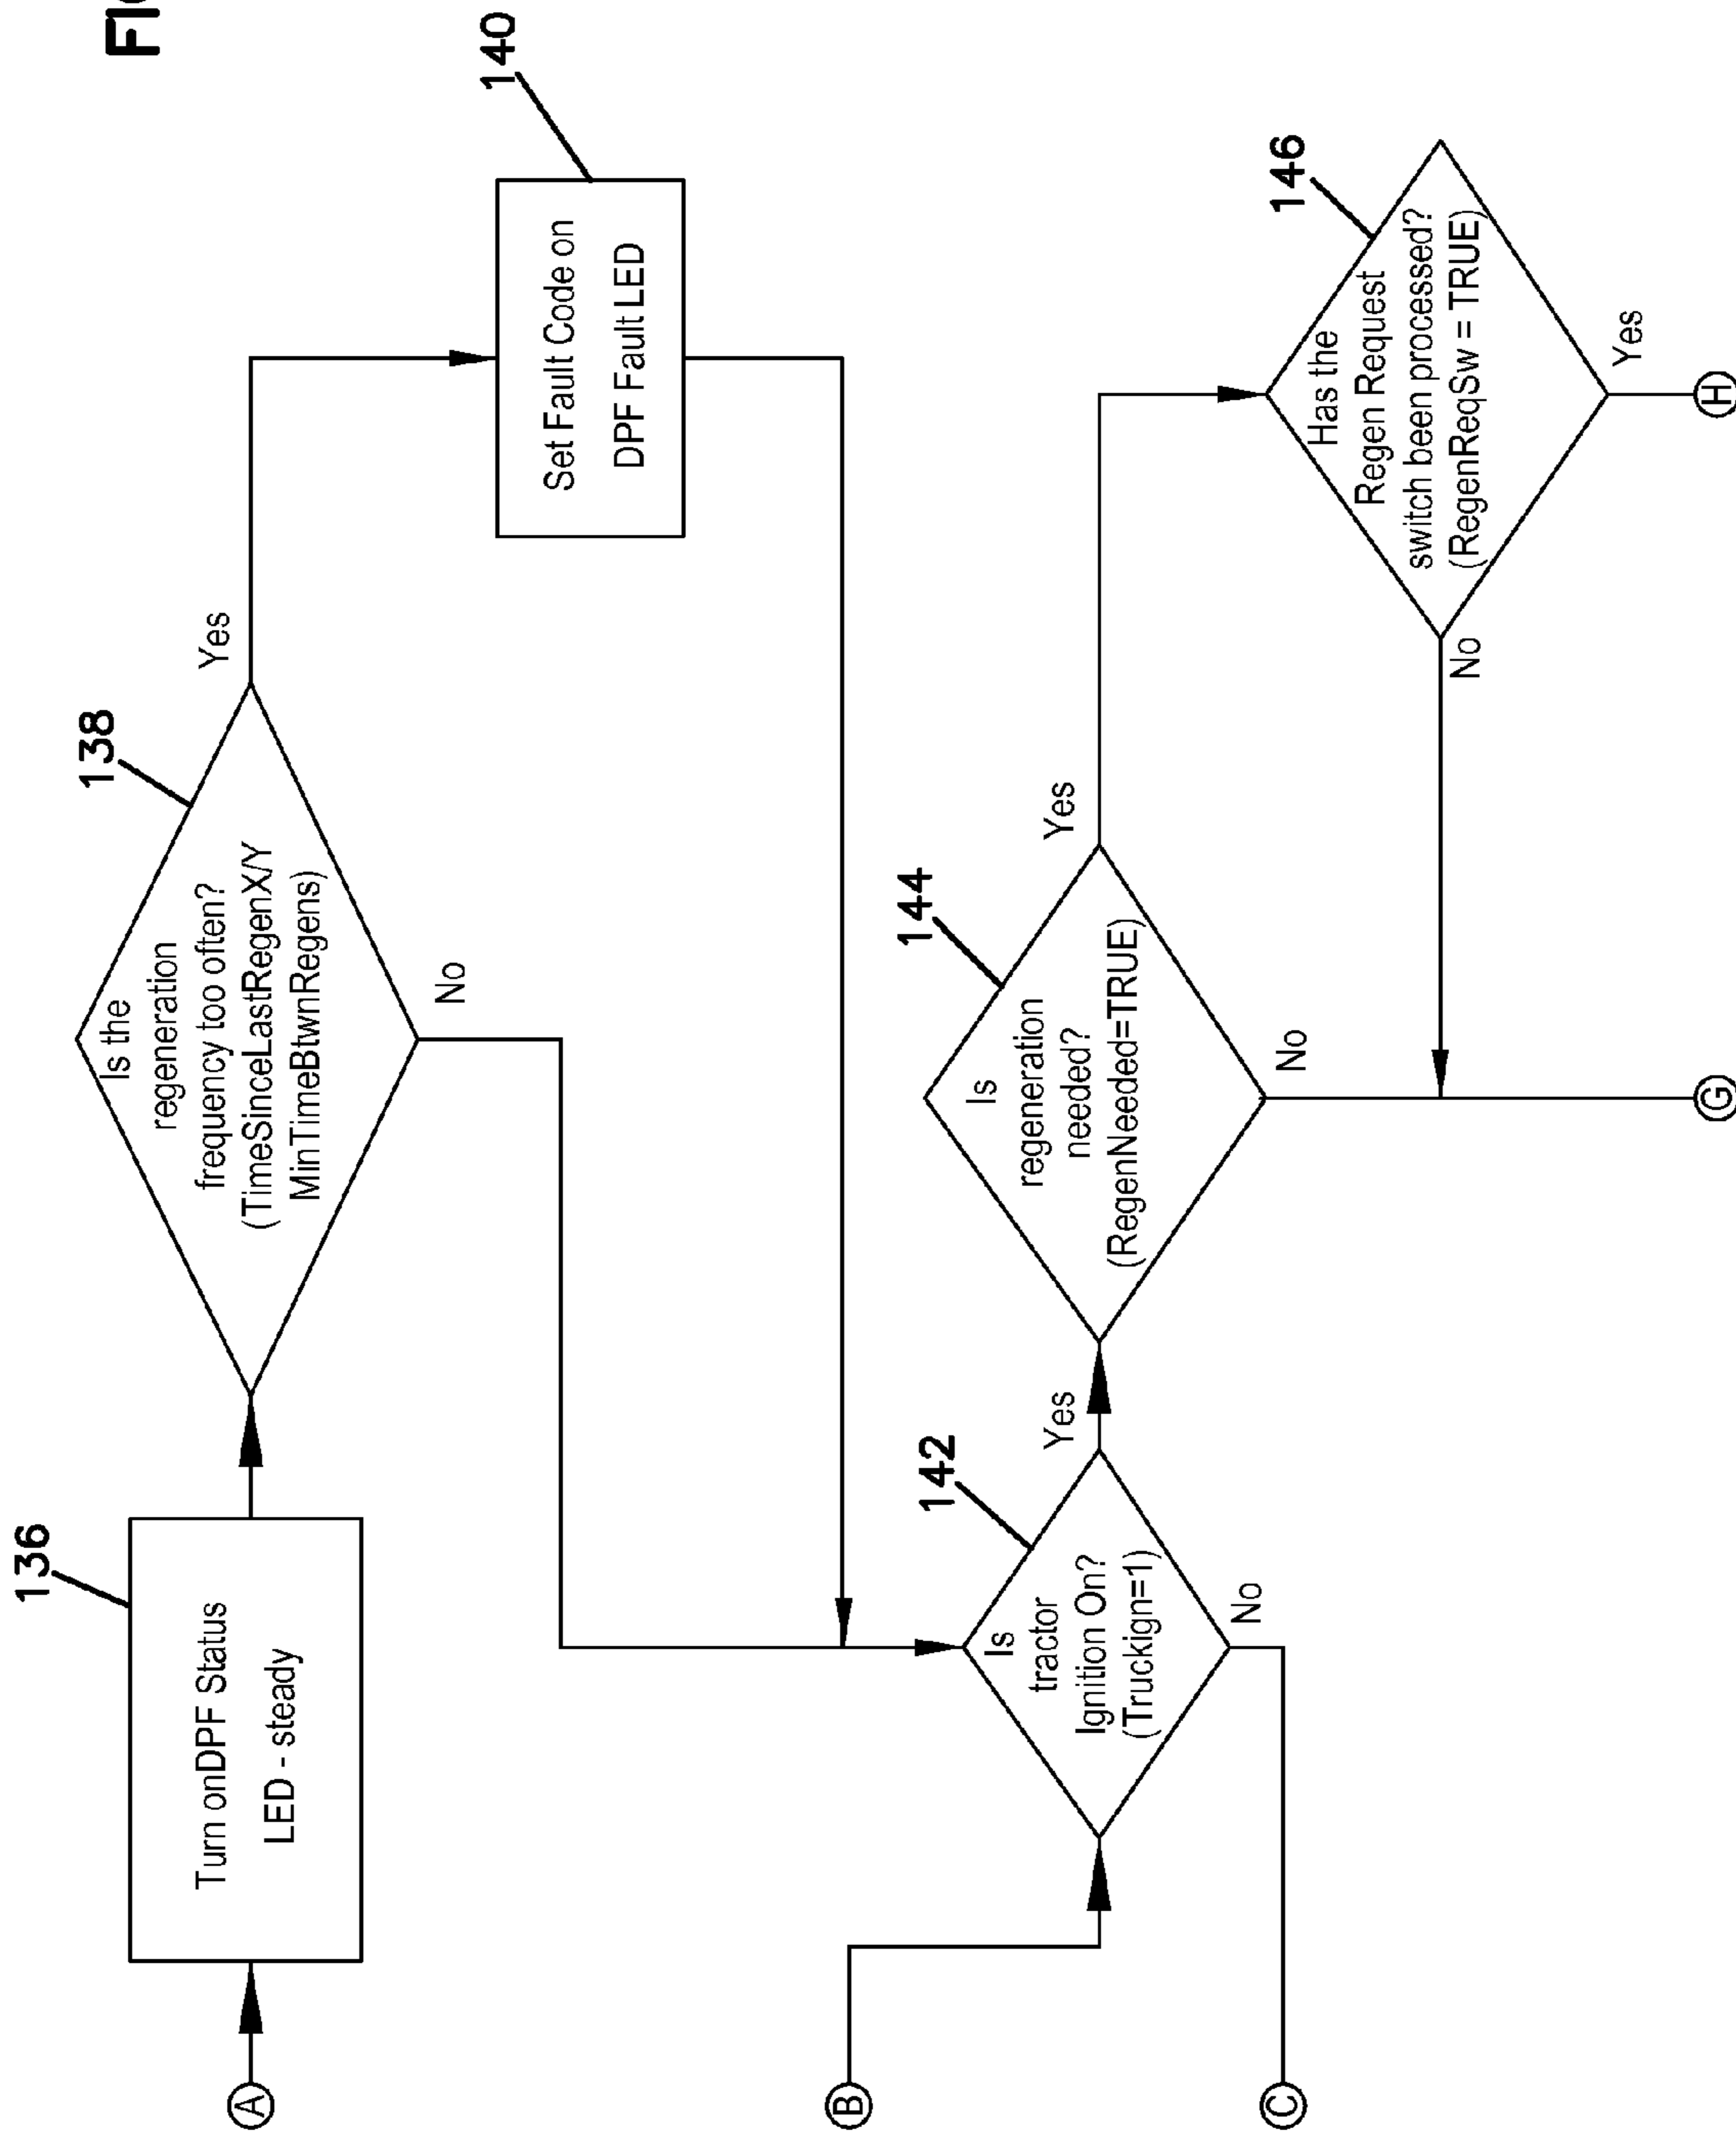 136
Turn onDPF Status
LED - steady
A
138
Is the
regeneration
frequency too often?
(TimeSinceLastRegenX/Y
MinTimeBtwnRegens)
Yes
No
140
Set Fault Code on
DPF Fault LED
B
142
Is
tractor
Ignition On?
(Truckign=1)
Yes
No
C
144
Is
regeneration
needed?
(RegenNeeded=TRUE)
Yes
No
146
Has the
Regen Request
switch been processed?
(RegenReqSw = TRUE)
No
Yes
G
H